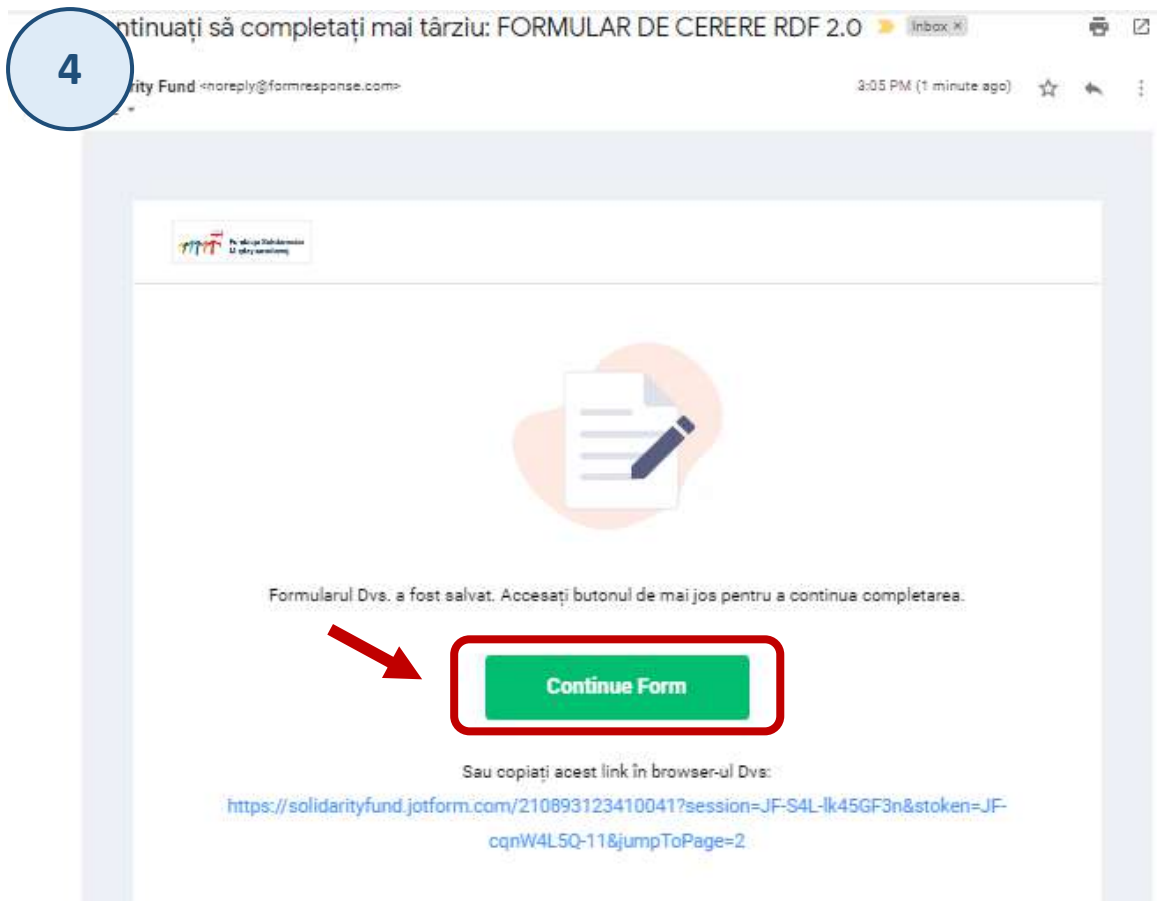 ntinuați să completați mai târziu: FORMULAR DE CERERE RDF 2.0 Inbox ×
4
rity Fund <noreply@formresponse.com> 3:05 PM (1 minute ago)
Formularul Dvs. a fost salvat. Accesați butonul de mai jos pentru a continua completarea.
Continue Form
Sau copiați acest link în browser-ul Dvs:
https://solidarityfund.jotform.com/210893123410041?session=JF-S4L-lk45GF3n&stoken=JF-
cqnW4L5Q-11&jumpToPage=2